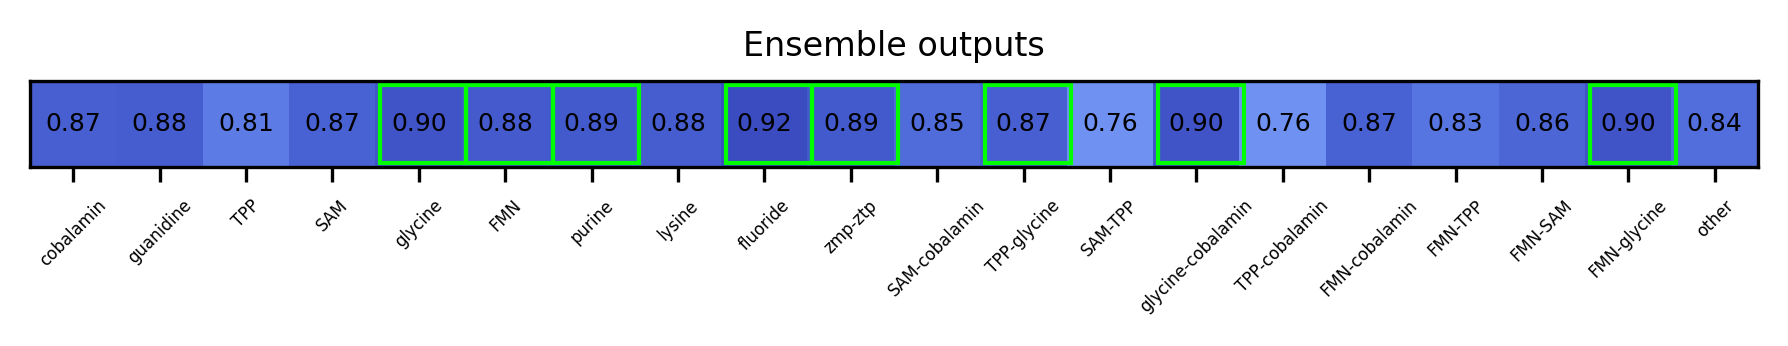 Ensemble outputs
0.87 0.88 0.81 0.87 0.90 0.88 0.89 0.88 0.92 0.89 0.85 0.87 0.76 0.90 0.76 0.87 0.83 0.86 0.90 0.84
cobalamin guanidine TPP SAM glycine FMN purine lysine fluoride zmp-ztp SAM-cobalamin TPP-glycine SAM-TPP glycine-cobalamin TPP-cobalamin FMN-cobalamin FMN-TPP FMN-SAM FMN-glycine other